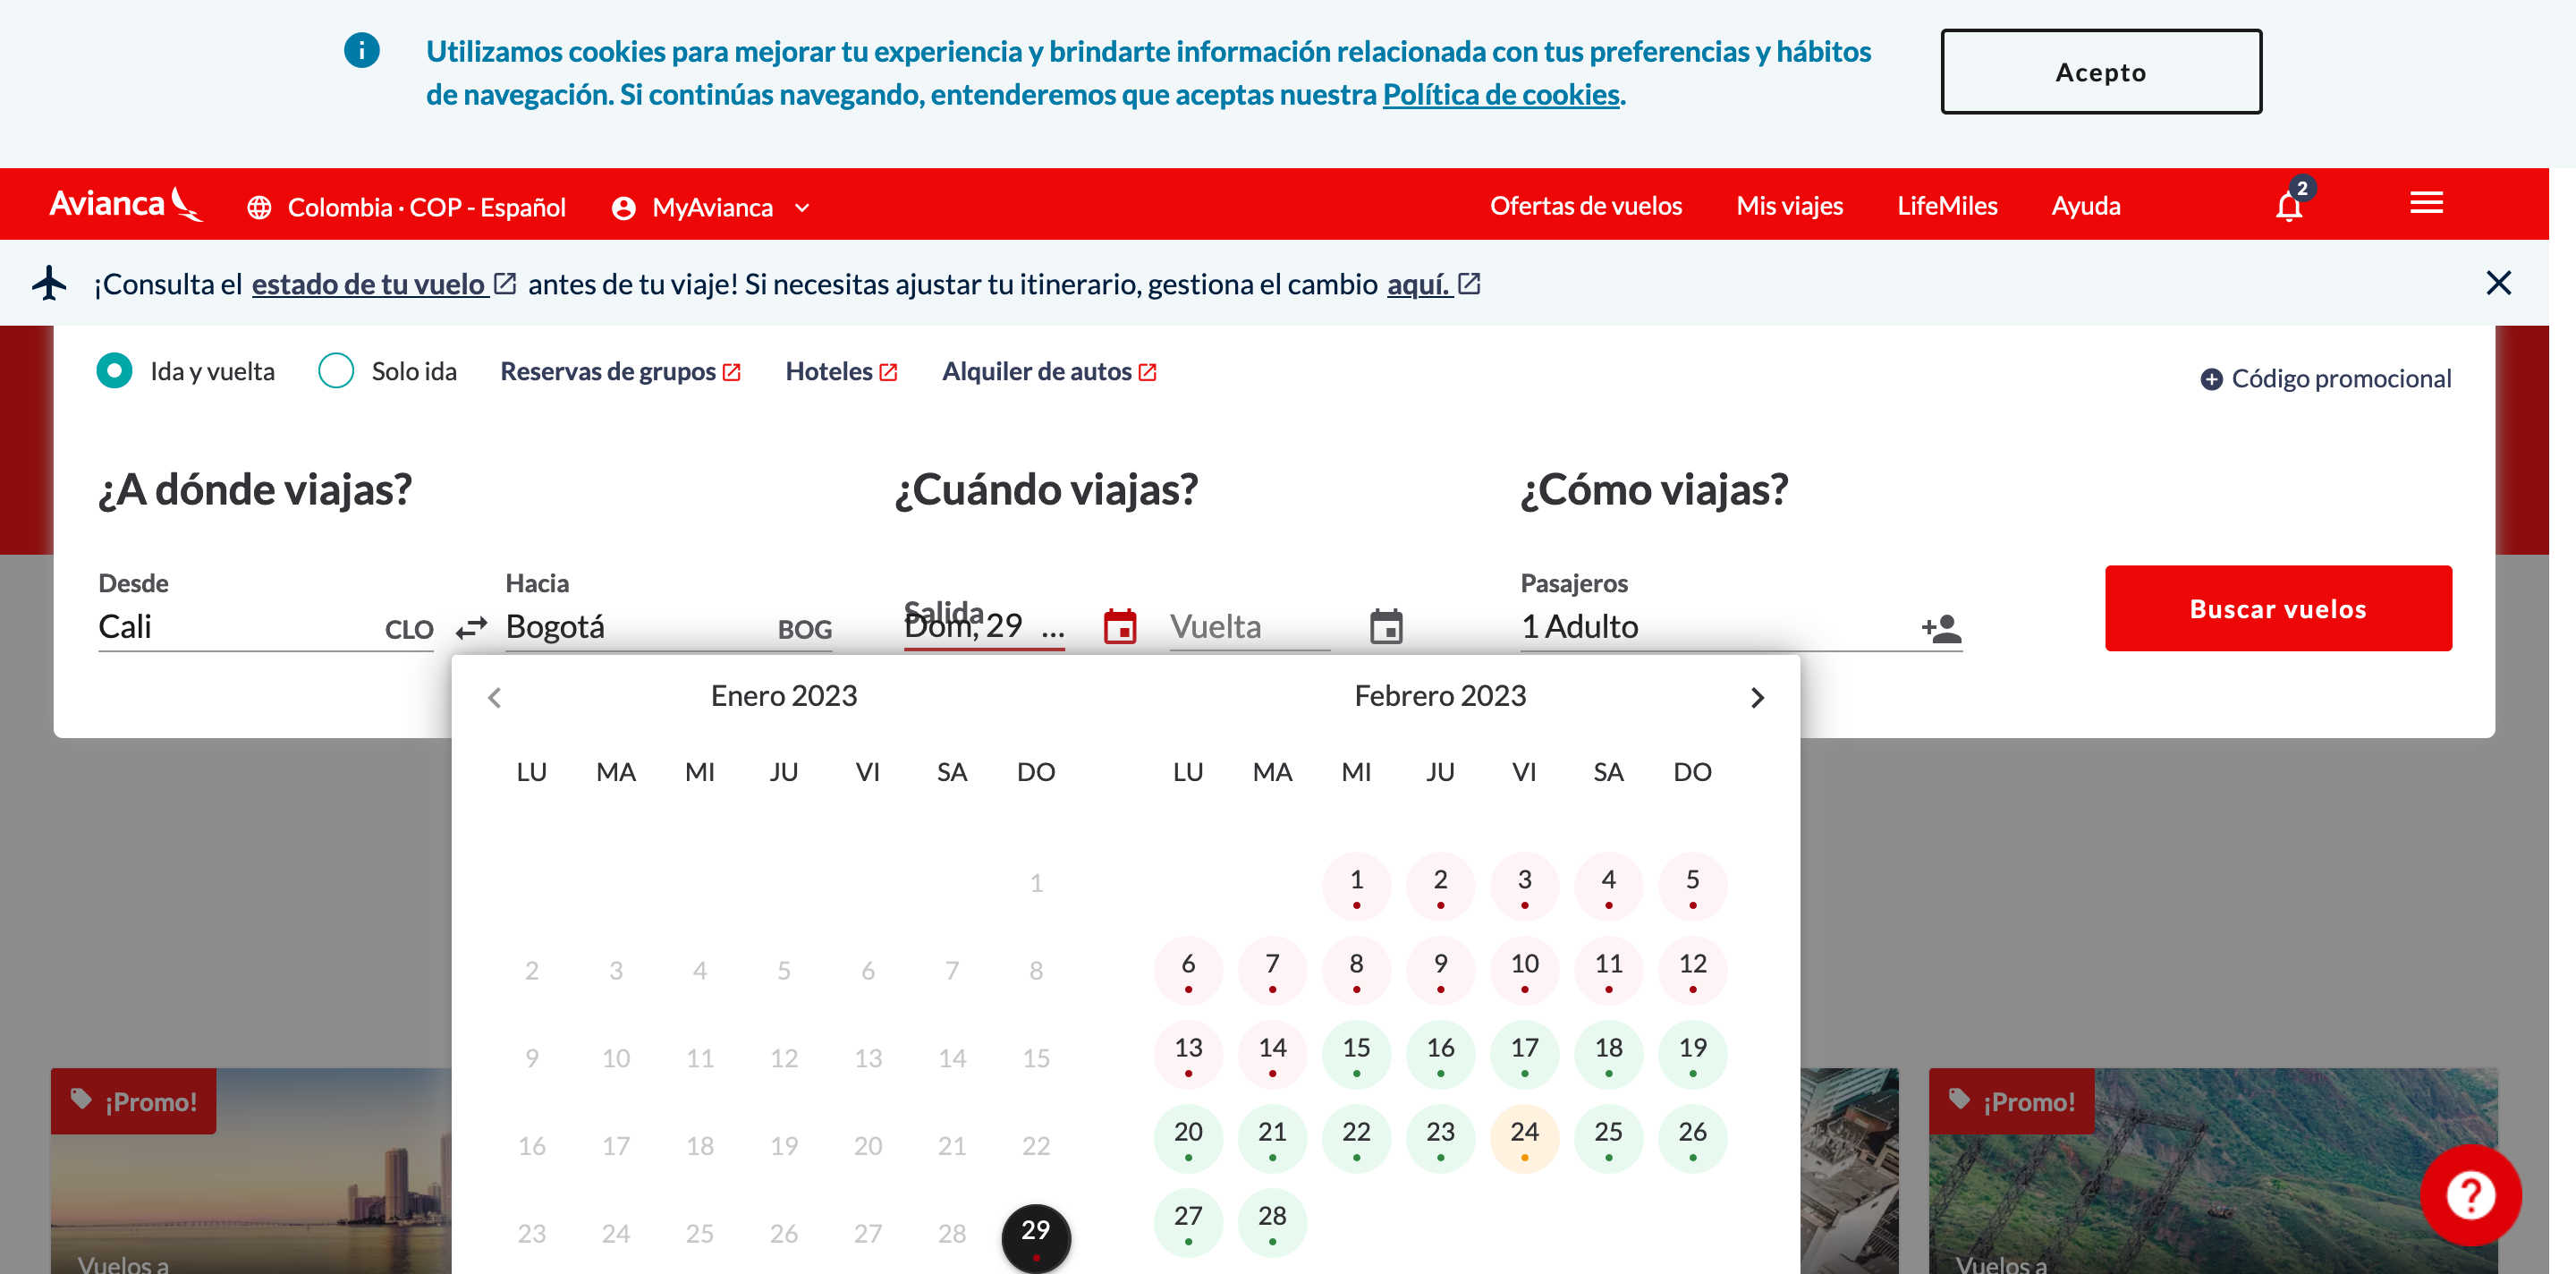 Utilizamos cookies para mejorar tu experiencia y brindarte información relacionada con tus preferencias y hábitos
de navegación. Si continúas navegando, entenderemos que aceptas nuestra Política de cookies.
Acepto
Avianca
Colombia · COP - Español
MyAvianca
Ofertas de vuelos
Mis viajes
LifeMiles
Ayuda
2
¡Consulta el estado de tu vuelo antes de tu viaje! Si necesitas ajustar tu itinerario, gestiona el cambio aquí.
Ida y vuelta
Solo ida
Reservas de grupos
Hoteles
Alquiler de autos
Código promocional
¿A dónde viajas?
¿Cuándo viajas?
¿Cómo viajas?
Desde
Cali CLO
Hacia
Bogotá BOG
Salida
Dom, 29 ...
Vuelta
Pasajeros
1 Adulto
Buscar vuelos
Enero 2023
LU MA MI JU VI SA DO
1
2 3 4 5 6 7 8
9 10 11 12 13 14 15
16 17 18 19 20 21 22
23 24 25 26 27 28 29
Febrero 2023
LU MA MI JU VI SA DO
1 2 3 4 5
6 7 8 9 10 11 12
13 14 15 16 17 18 19
20 21 22 23 24 25 26
27 28
¡Promo!
Vuelos a
¡Promo!
Vuelos a
?